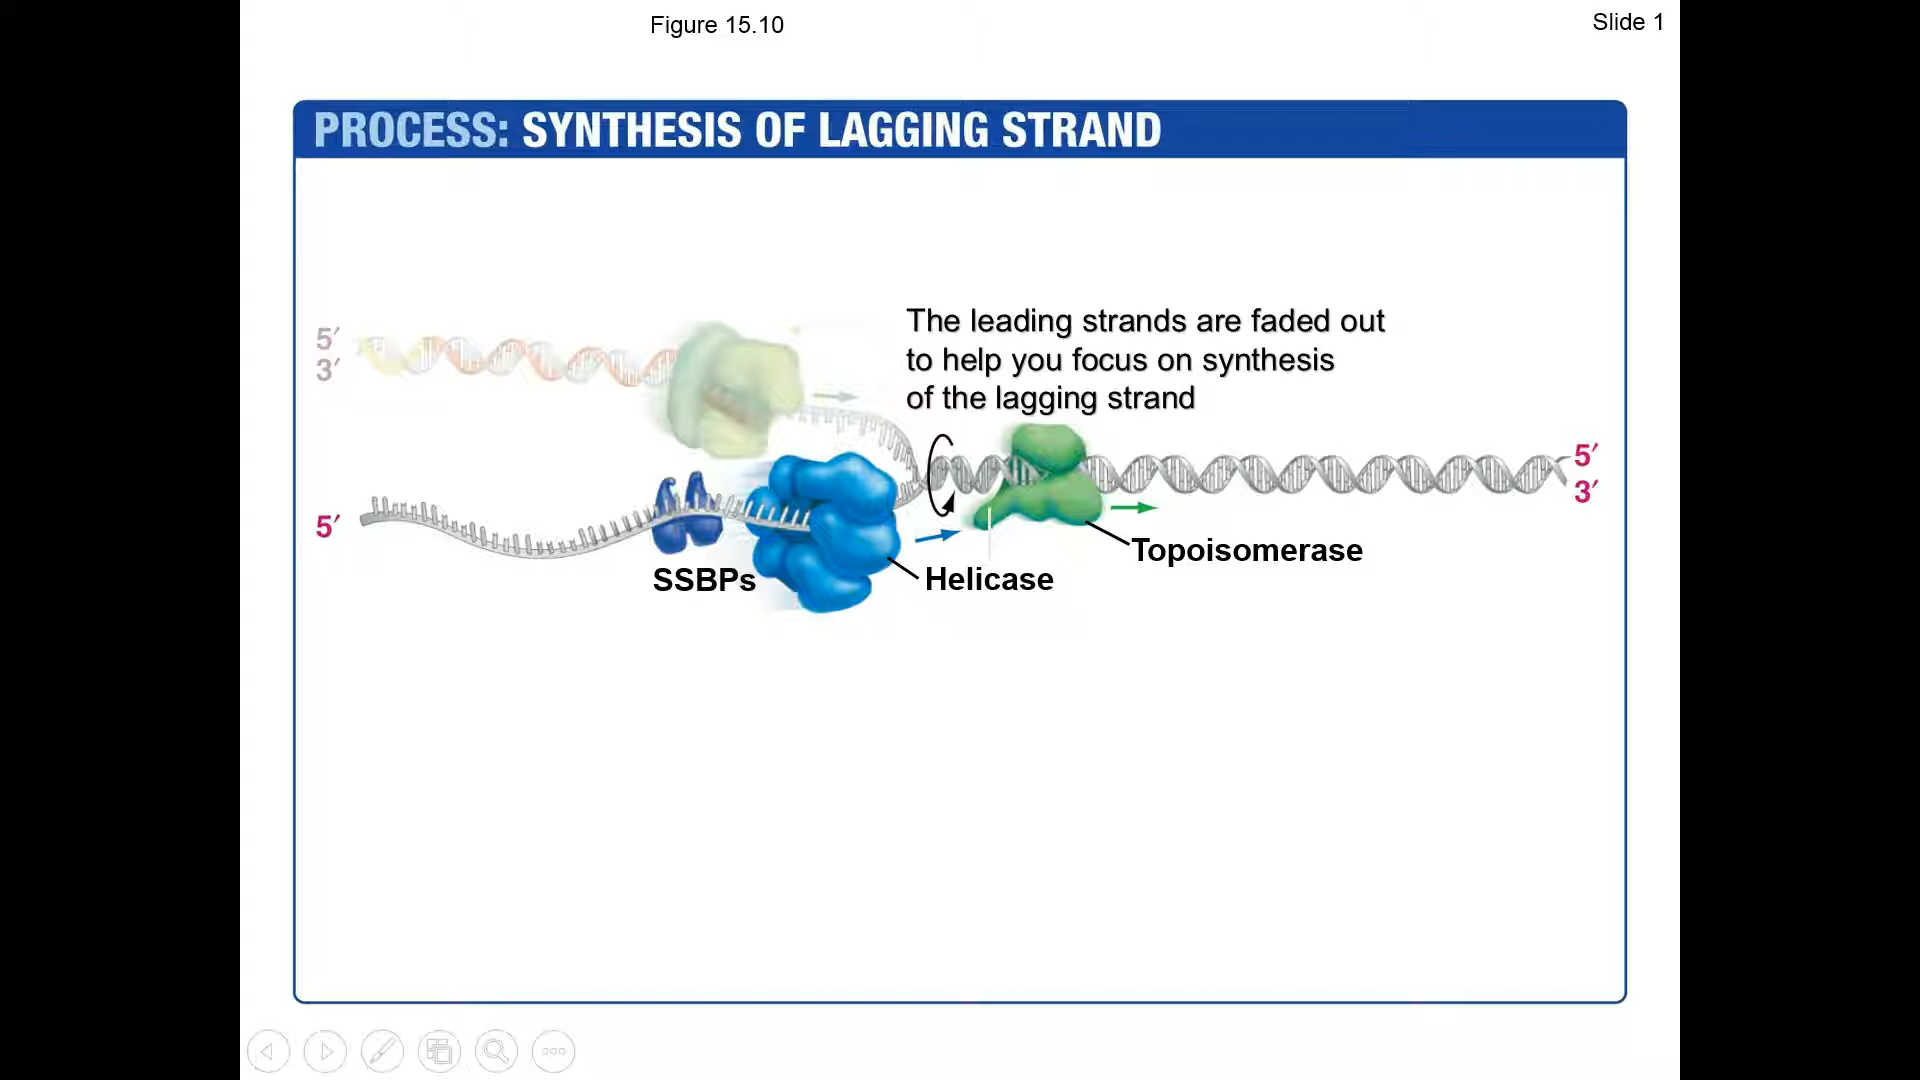 Figure 15.10
Slide 1
PROCESS: SYNTHESIS OF LAGGING STRAND
The leading strands are faded out
to help you focus on synthesis
of the lagging strand
5′
3′
5′
3′
5′
Topoisomerase
SSBPs
Helicase